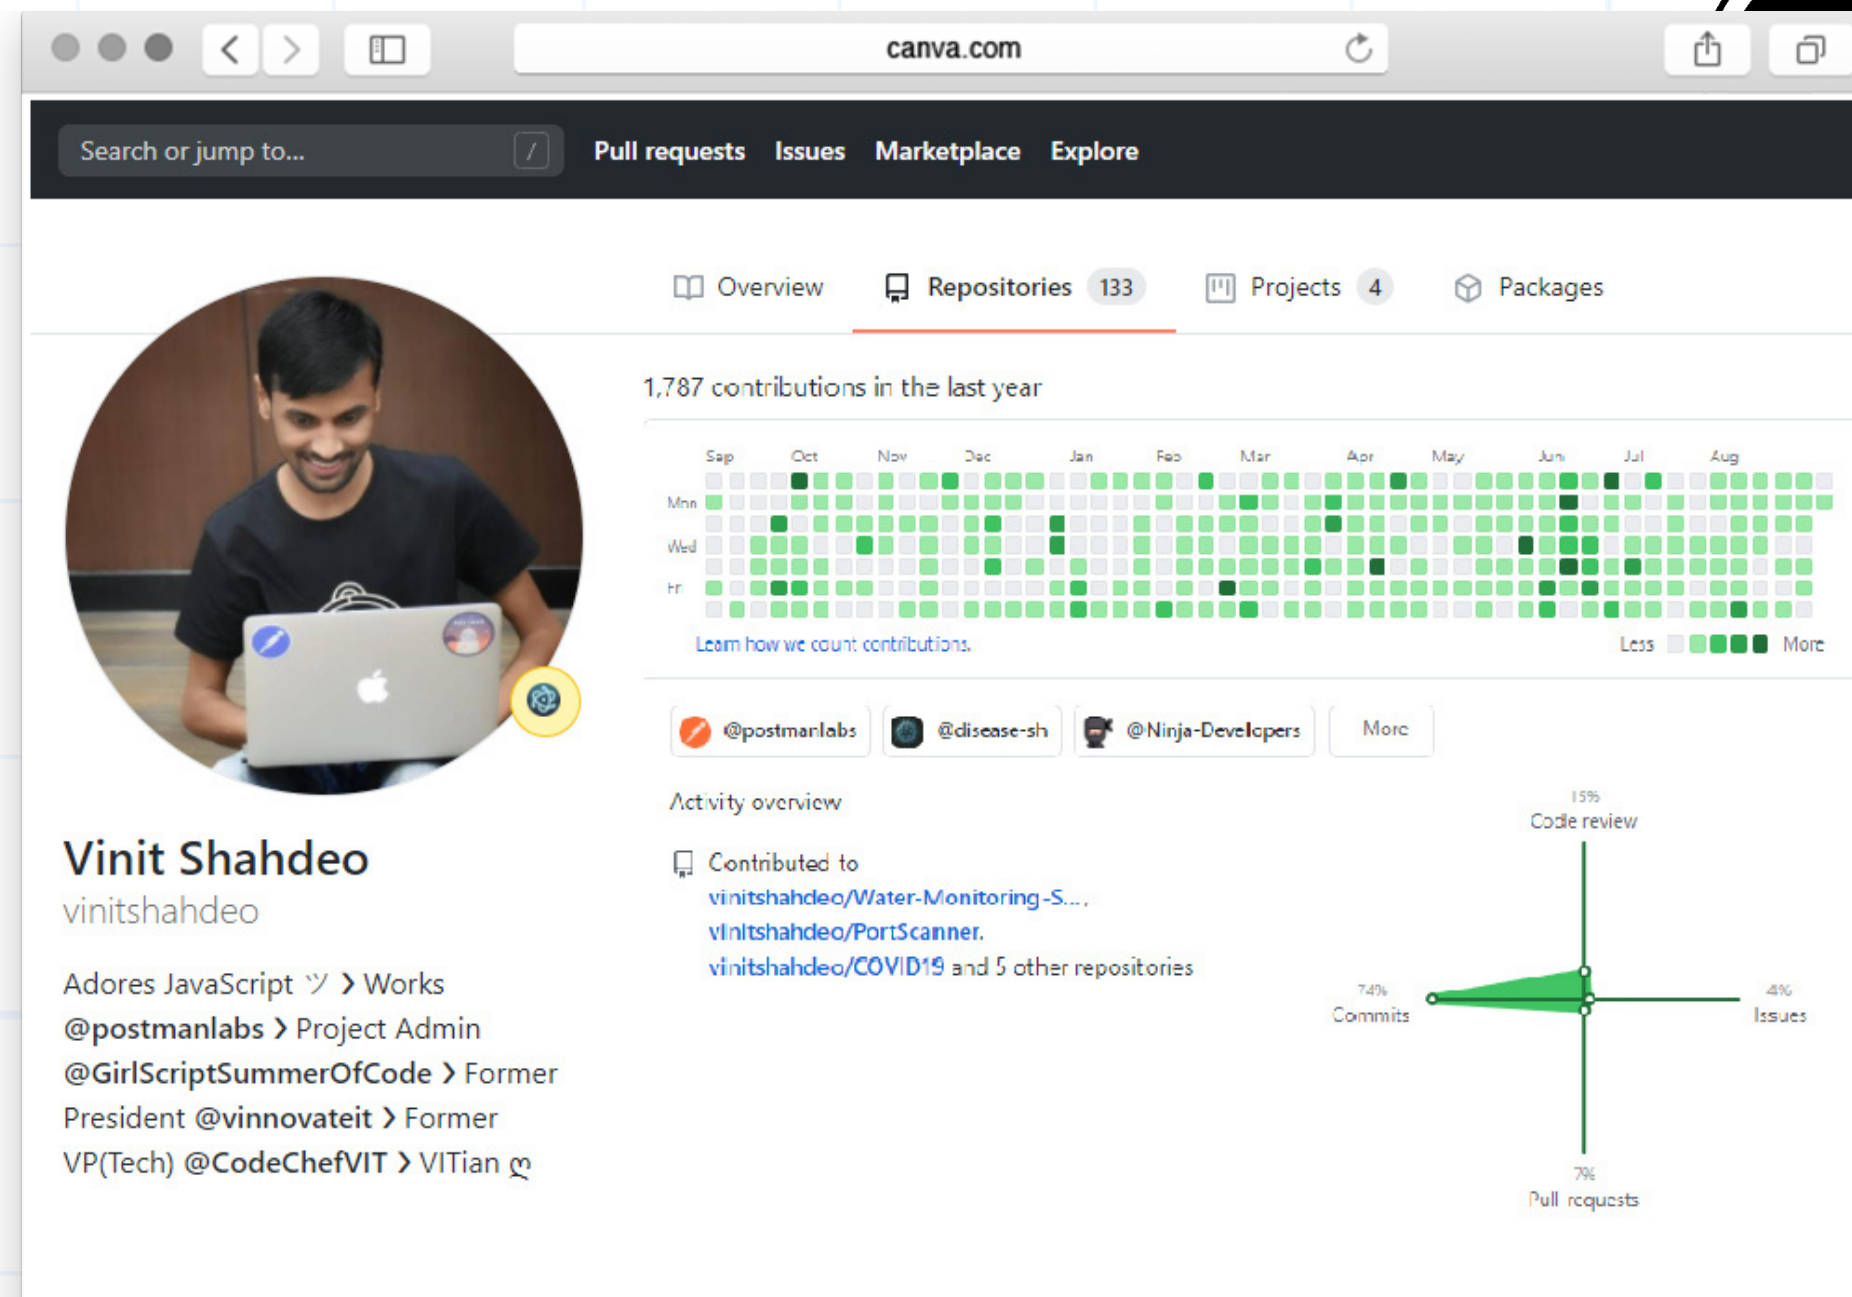 canva.com
Search or jump to...
/
Pull requests Issues Marketplace Explore
Overview Repositories 133 Projects 4 Packages
1,787 contributions in the last year
Sep Oct Nov Dec Jan Feb Mar Apr May Jun Jul Aug
Mon
Wed
Fri
Learn how we count contributions.
Less More
@postmanlabs @disease-sh @Ninja-Developers More
Activity overview
Contributed to
vinitshahdeo/Water-Monitoring-S... ,
vinitshahdeo/PortScanner,
vinitshahdeo/COVID19 and 5 other repositories
15%
Code review
74%
Commits
4%
Issues
7%
Pull requests
Vinit Shahdeo
vinitshahdeo
Adores JavaScript ツ ❯ Works
@postmanlabs ❯ Project Admin
@GirlScriptSummerOfCode ❯ Former
President @vinnovateit ❯ Former
VP(Tech) @CodeChefVIT ❯ VITian ღ